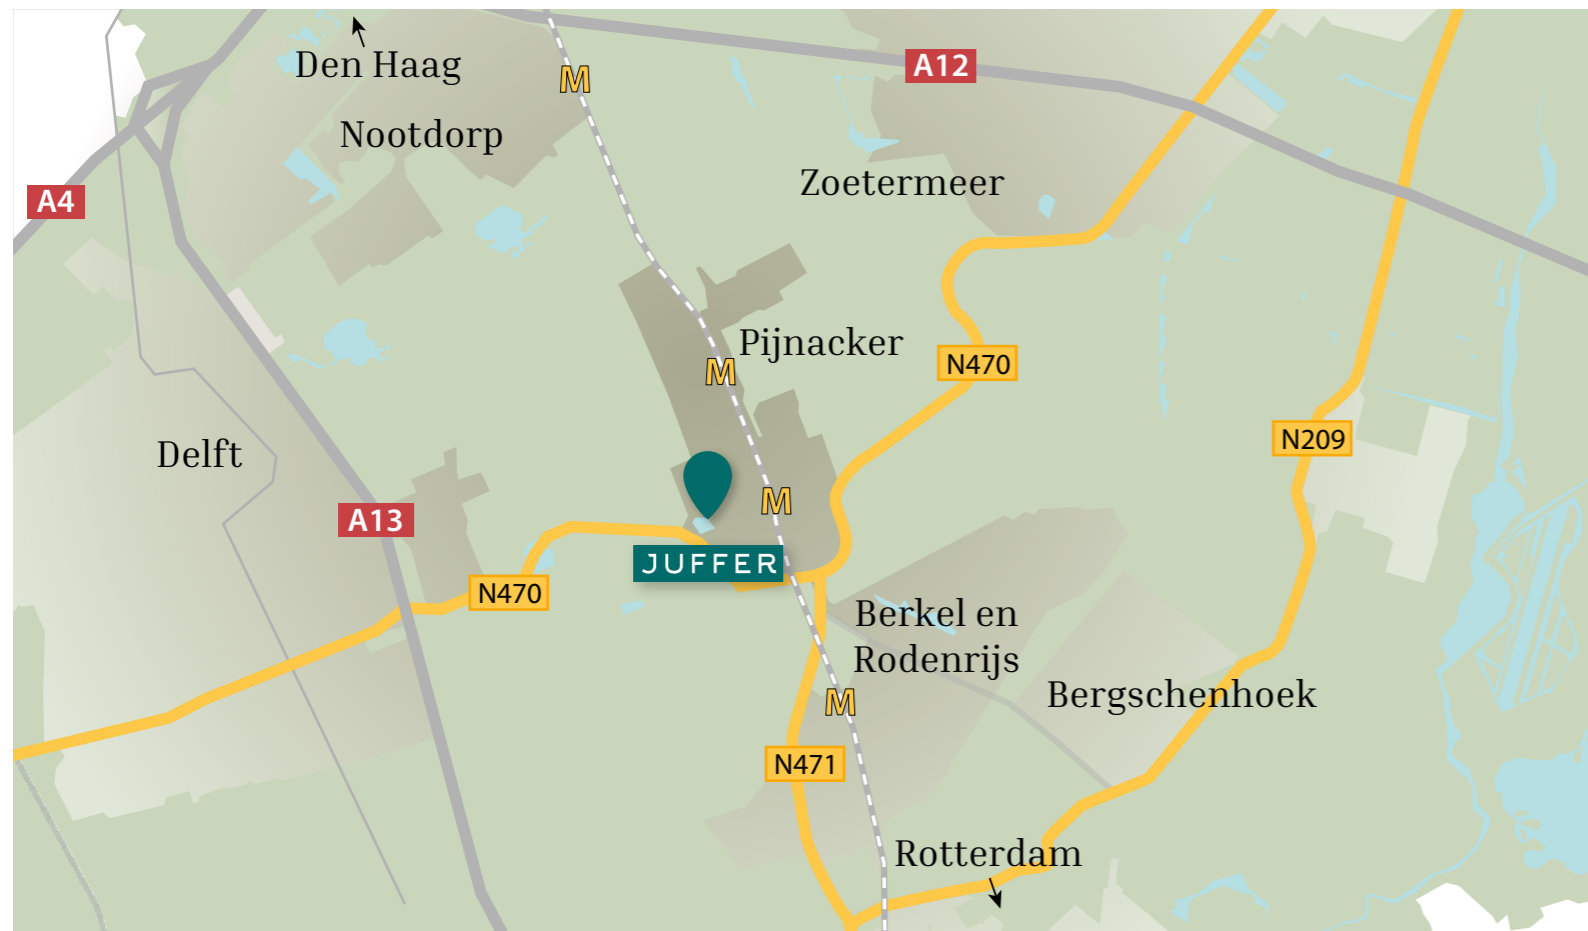 Den Haag
A12
M
Nootdorp
Zoetermeer
A4
Pijnacker
M
N470
N209
Delft
M
A13
JUFFER
N470
Berkel en
Rodenrijs
Bergschenhoek
M
N471
Rotterdam